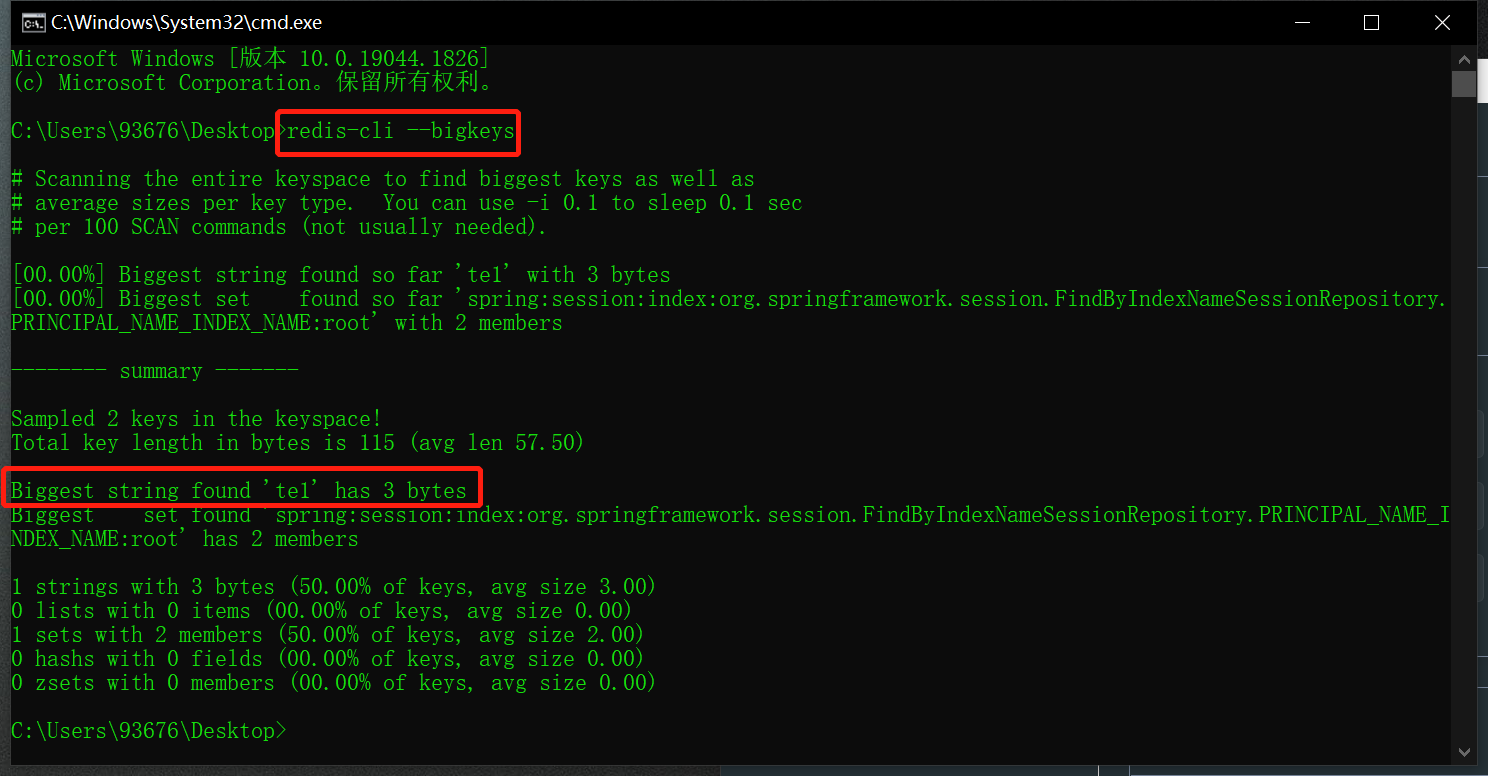 C:\Windows\System32\cmd.exe
Microsoft Windows [版本 10.0.19044.1826]
(c) Microsoft Corporation。保留所有权利。
C:\Users\93676\Desktop>redis-cli --bigkeys
# Scanning the entire keyspace to find biggest keys as well as
# average sizes per key type.  You can use -i 0.1 to sleep 0.1 sec
# per 100 SCAN commands (not usually needed).
[00.00%] Biggest string found so far 'tel' with 3 bytes
[00.00%] Biggest set    found so far 'spring:session:index:org.springframework.session.FindByIndexNameSessionRepository.
PRINCIPAL_NAME_INDEX_NAME:root' with 2 members
-------- summary -------
Sampled 2 keys in the keyspace!
Total key length in bytes is 115 (avg len 57.50)
Biggest string found 'tel' has 3 bytes
Biggest    set found 'spring:session:index:org.springframework.session.FindByIndexNameSessionRepository.PRINCIPAL_NAME_I
NDEX_NAME:root' has 2 members
1 strings with 3 bytes (50.00% of keys, avg size 3.00)
0 lists with 0 items (00.00% of keys, avg size 0.00)
1 sets with 2 members (50.00% of keys, avg size 2.00)
0 hashs with 0 fields (00.00% of keys, avg size 0.00)
0 zsets with 0 members (00.00% of keys, avg size 0.00)
C:\Users\93676\Desktop>